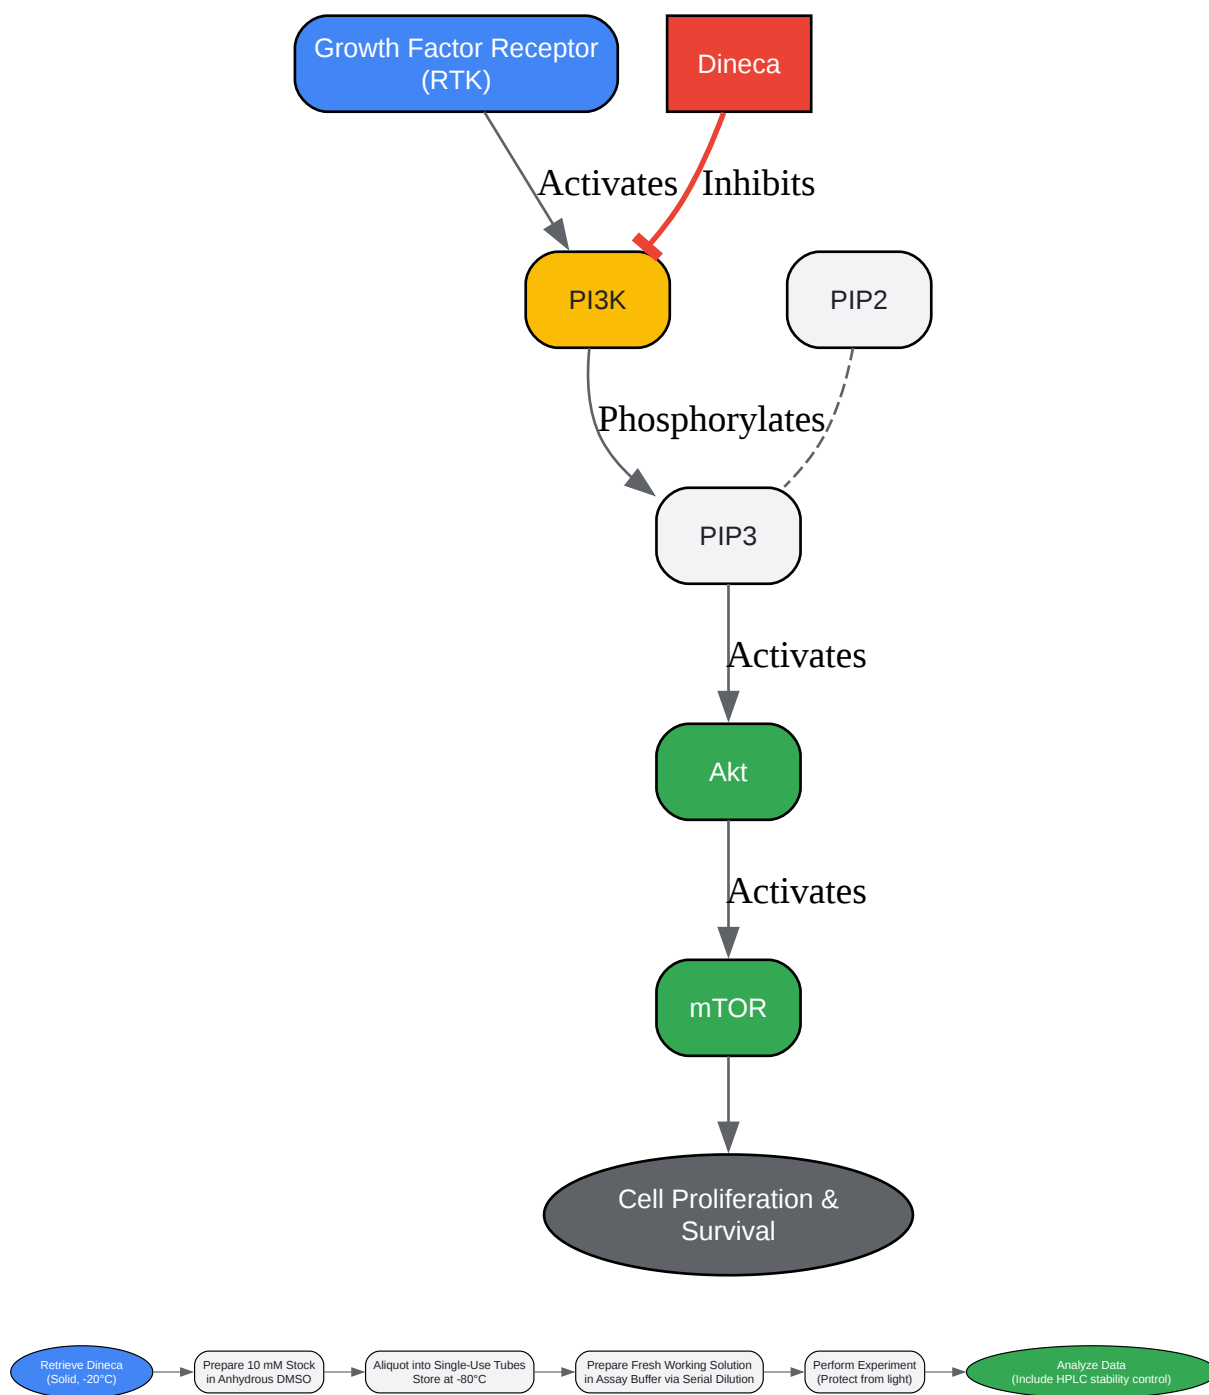 Growth Factor Receptor
(RTK)
Dineca
Activates
Inhibits
PI3K
PIP2
Phosphorylates
PIP3
Activates
Akt
Activates
mTOR
Cell Proliferation &
Survival
Retrieve Dineca
(Solid, -20°C)
Prepare 10 mM Stock
in Anhydrous DMSO
Aliquot into Single-Use Tubes
Store at -80°C
Prepare Fresh Working Solution
in Assay Buffer via Serial Dilution
Perform Experiment
(Protect from light)
Analyze Data
(Include HPLC stability control)